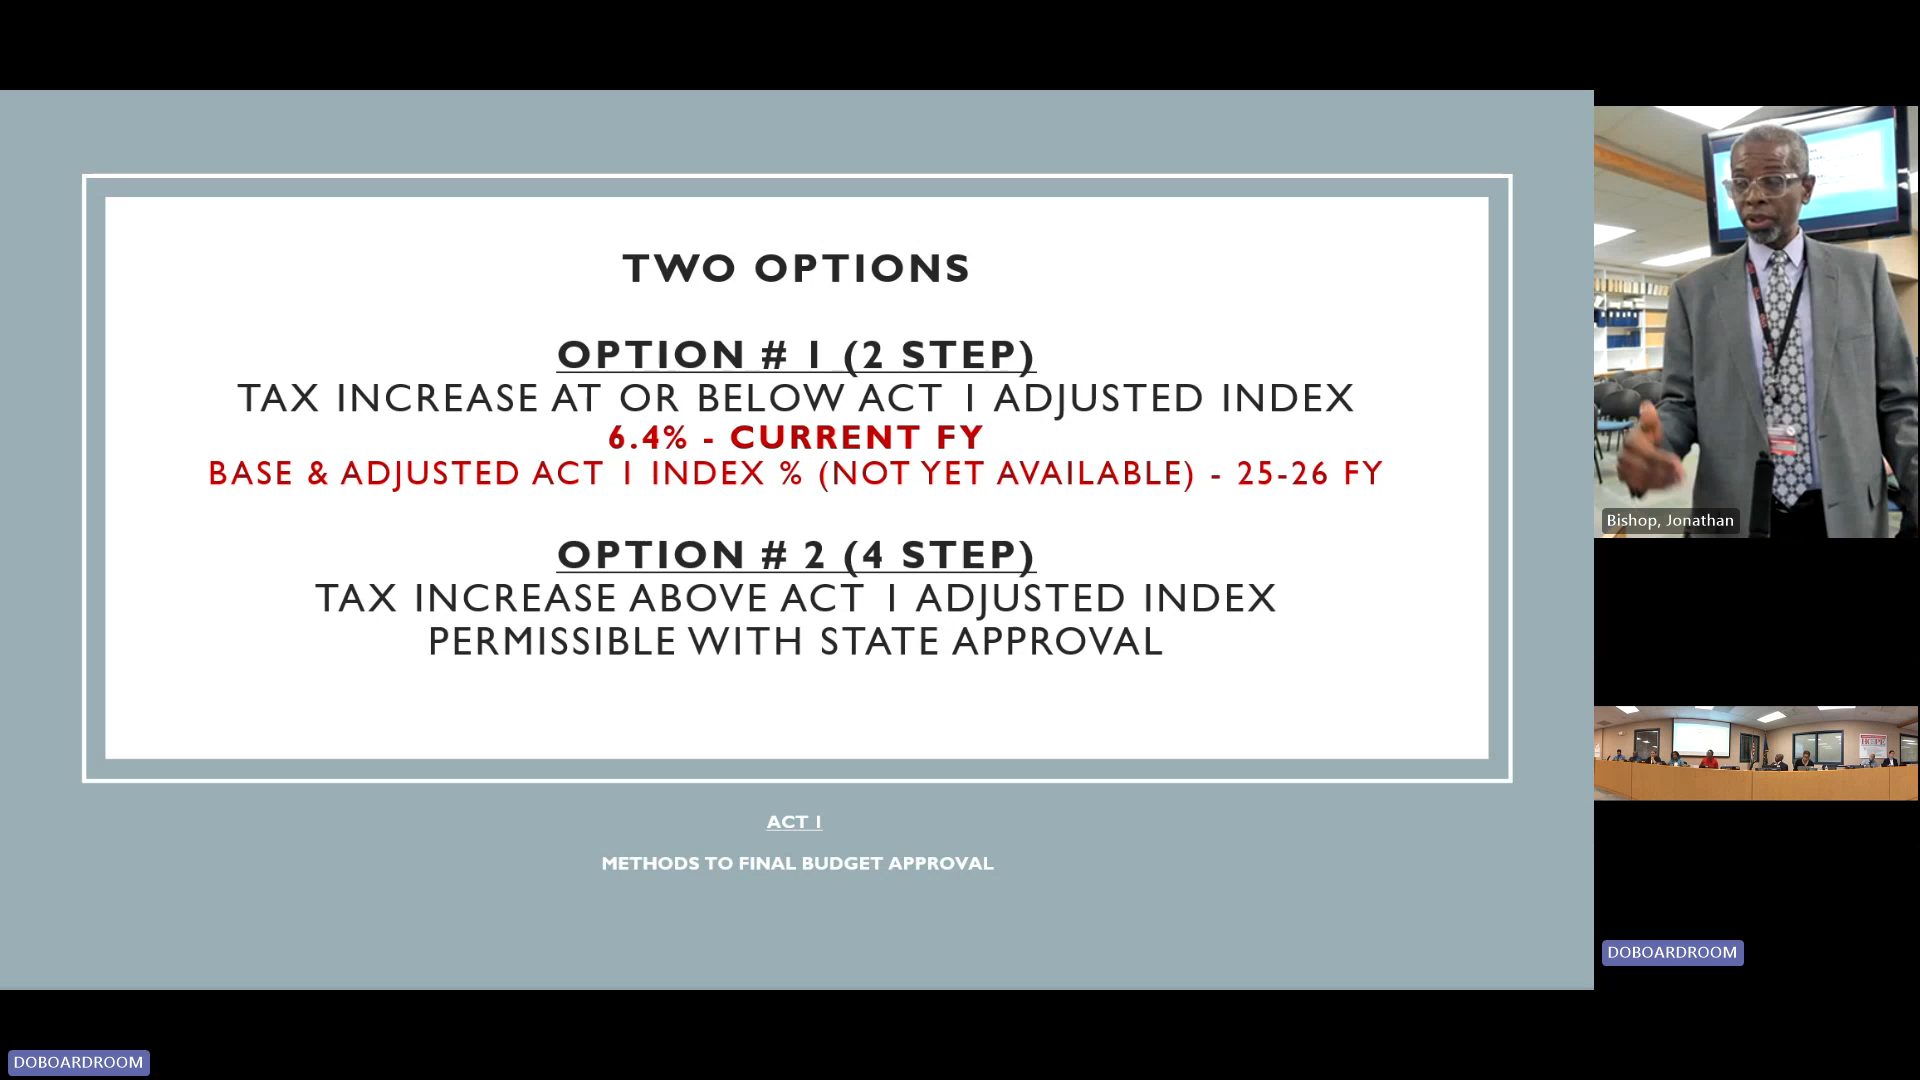 TWO OPTIONS
OPTION # 1 (2 STEP)
TAX INCREASE AT OR BELOW ACT 1 ADJUSTED INDEX
6.4% - CURRENT FY
BASE & ADJUSTED ACT 1 INDEX % (NOT YET AVAILABLE) - 25-26 FY
OPTION # 2 (4 STEP)
TAX INCREASE ABOVE ACT 1 ADJUSTED INDEX
PERMISSIBLE WITH STATE APPROVAL
ACT 1
METHODS TO FINAL BUDGET APPROVAL
Bishop, Jonathan
HOPE
DOBOARDROOM
DOBOARDROOM